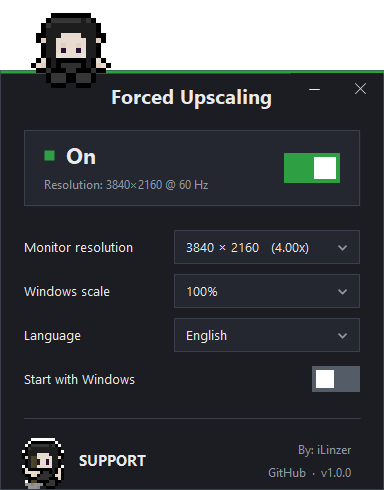 Forced Upscaling
On
Resolution: 3840×2160 @ 60 Hz
Monitor resolution
3840 × 2160 (4.00x)
Windows scale
100%
Language
English
Start with Windows
SUPPORT
By: iLinzer
GitHub · v1.0.0